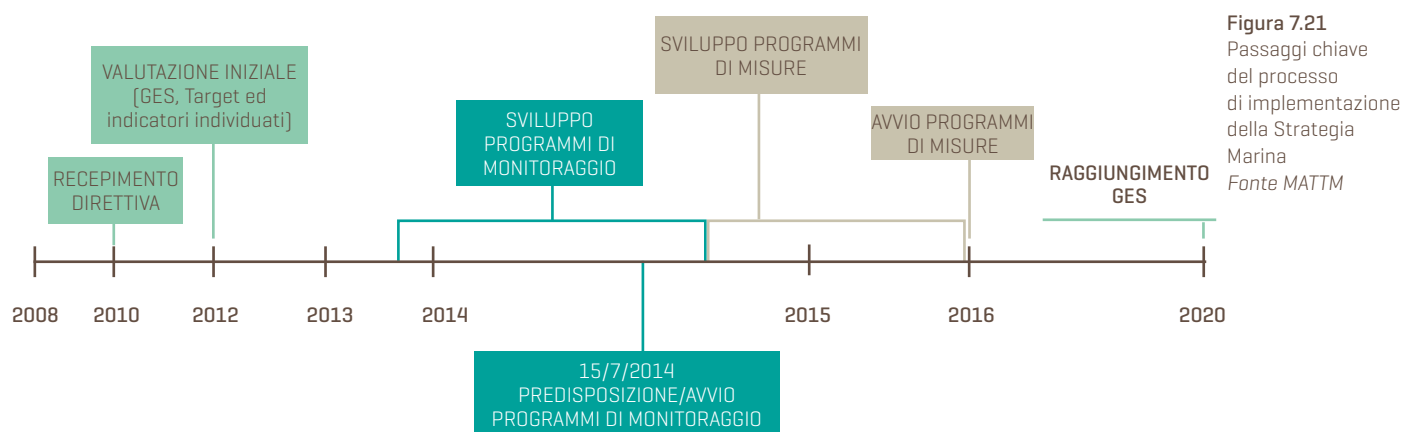 VALUTAZIONE INIZIALE
(GES, Target ed
indicatori individuati)
RECEPIMENTO
DIRETTIVA
SVILUPPO
PROGRAMMI DI
MONITORAGGIO
SVILUPPO PROGRAMMI
DI MISURE
AVVIO PROGRAMMI
DI MISURE
RAGGIUNGIMENTO
GES
2008
2010
2012
2013
2014
2015
2016
2020
15/7/2014
PREDISPOSIZIONE/AVVIO
PROGRAMMI DI MONITORAGGIO
Figura 7.21
Passaggi chiave
del processo
di implementazione
della Strategia
Marina
Fonte MATTM